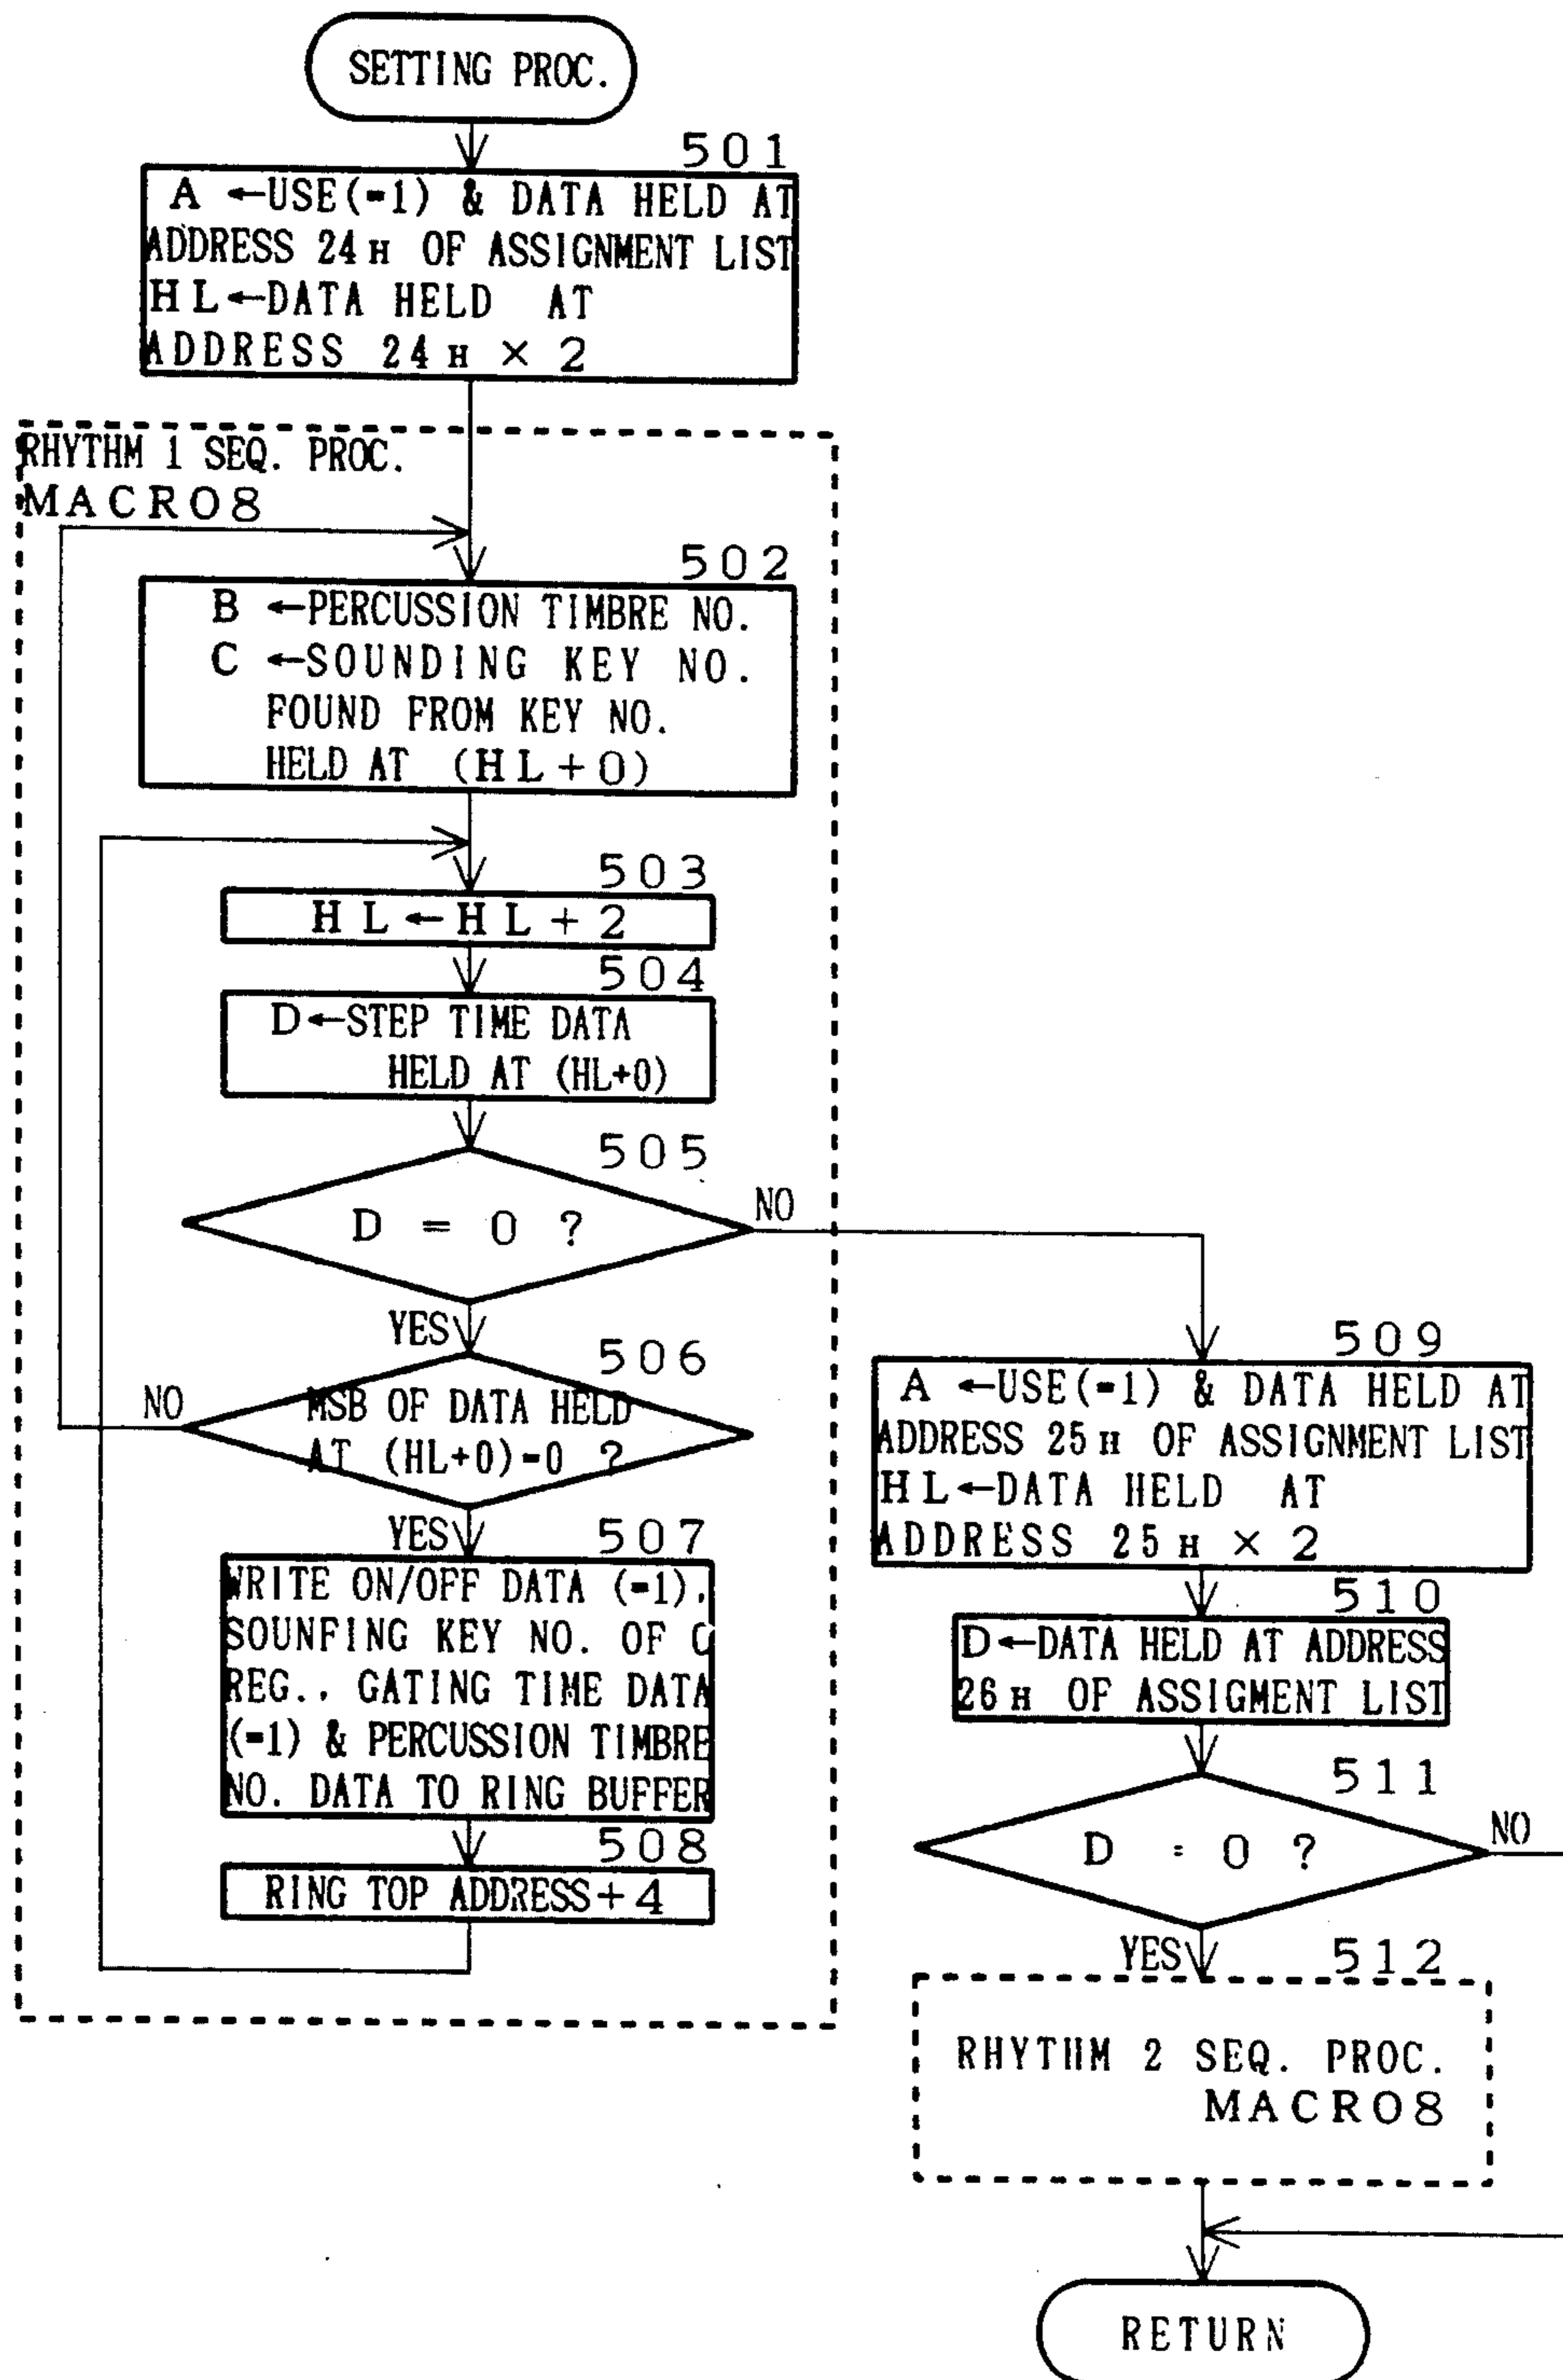 SETTING PROC.
501
A ←USE(=1) & DATA HELD AT
ADDRESS 24H OF ASSIGNMENT LIST
HL←DATA HELD AT
ADDRESS 24H × 2
RHYTHM 1 SEQ. PROC.
MACRO8
502
B ←PERCUSSION TIMBRE NO.
C ←SOUNDING KEY NO.
FOUND FROM KEY NO.
HELD AT (HL+0)
503
HL←HL+2
504
D←STEP TIME DATA
HELD AT (HL+0)
505
D = 0 ?
NO
YES
506
MSB OF DATA HELD
AT (HL+0)=0 ?
NO
YES
507
WRITE ON/OFF DATA (=1),
SOUNFING KEY NO. OF C
REG., GATING TIME DATA
(=1) & PERCUSSION TIMBRE
NO. DATA TO RING BUFFER
508
RING TOP ADDRESS+4
509
A ←USE(=1) & DATA HELD AT
ADDRESS 25H OF ASSIGNMENT LIST
HL←DATA HELD AT
ADDRESS 25H × 2
510
D←DATA HELD AT ADDRESS
26H OF ASSIGMENT LIST
511
D = 0 ?
NO
YES
512
RHYTHM 2 SEQ. PROC.
MACRO8
RETURN